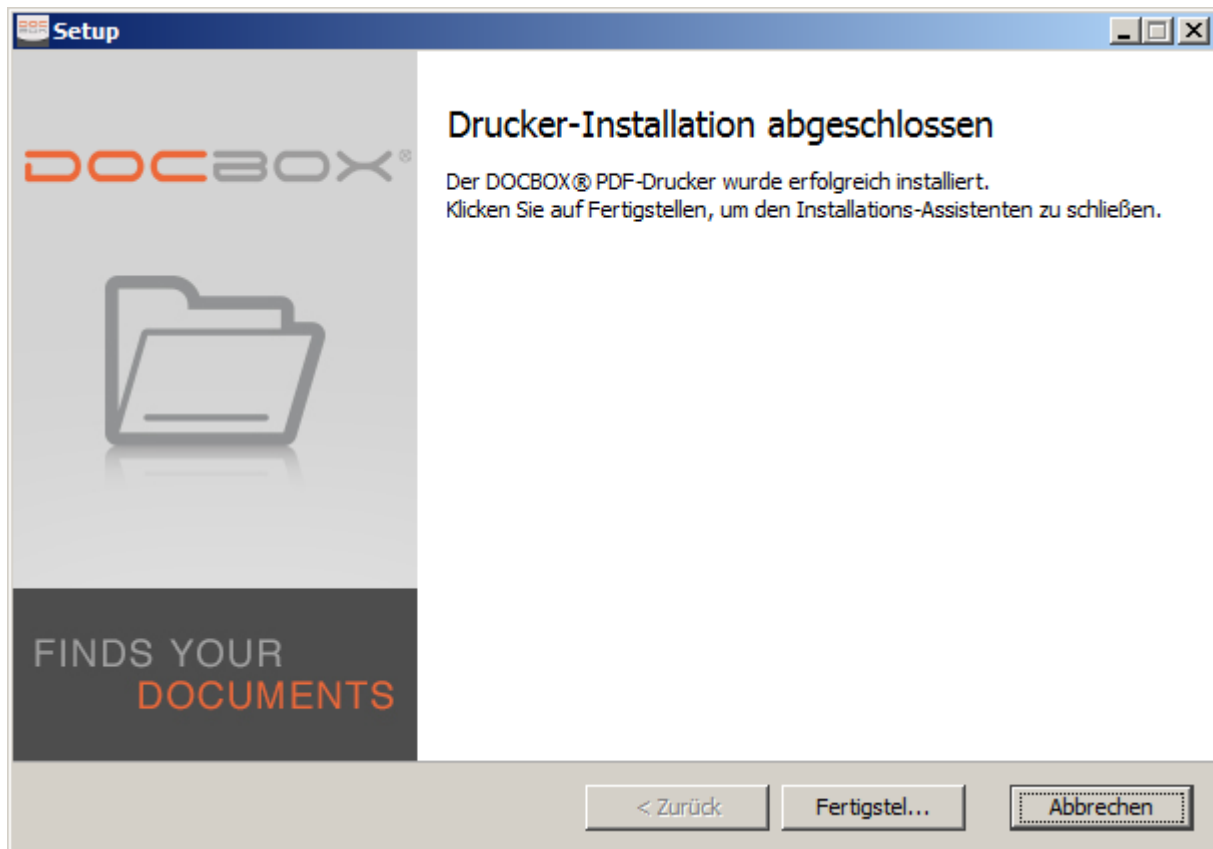 Setup
DOCBOX®
FINDS YOUR
DOCUMENTS
Drucker-Installation abgeschlossen
Der DOCBOX® PDF-Drucker wurde erfolgreich installiert.
Klicken Sie auf Fertigstellen, um den Installations-Assistenten zu schließen.
< Zurück
Fertigstel...
Abbrechen